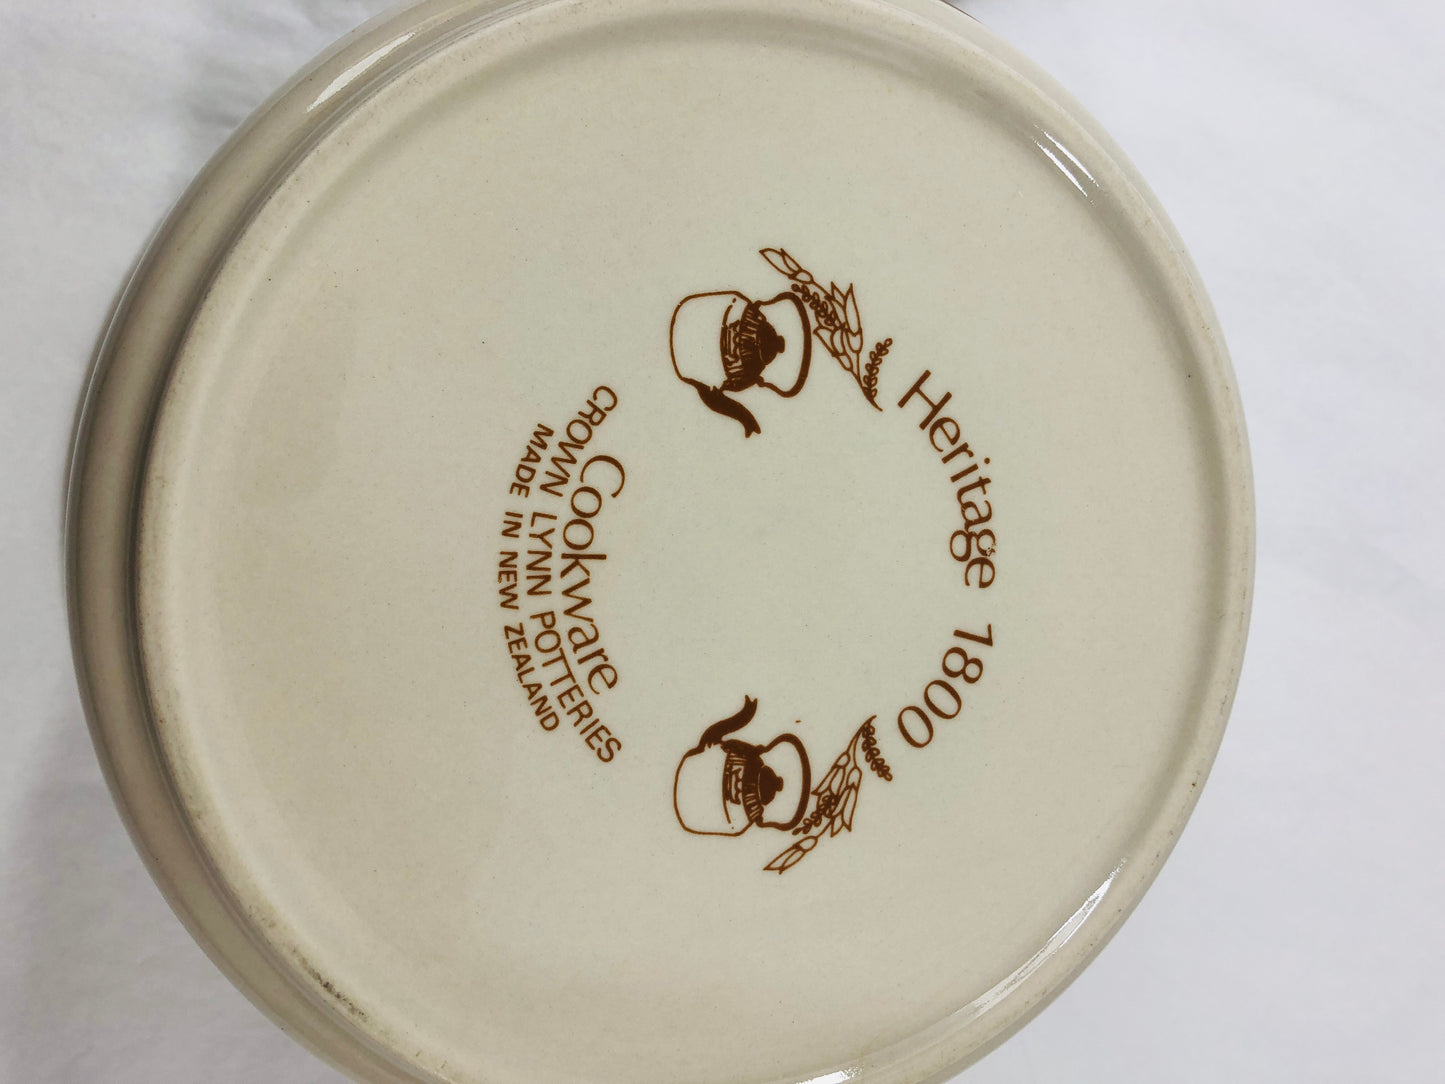 Heritage 1800
Cookware
CROWN LYNN POTTERIES
MADE IN NEW ZEALAND